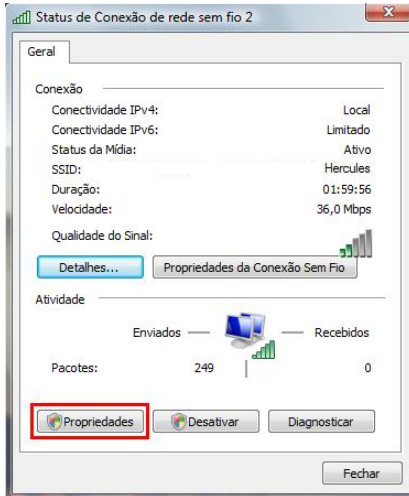 Status de Conexão de rede sem fio 2
Geral
Conexão
Conectividade IPv4: Local
Conectividade IPv6: Limitado
Status da Mídia: Ativo
SSID: Hercules
Duração: 01:59:56
Velocidade: 36,0 Mbps
Qualidade do Sinal:
Detalhes... Propriedades da Conexão Sem Fio
Atividade
Enviados Recebidos
Pacotes: 249 0
Propriedades Desativar Diagnosticar
Fechar